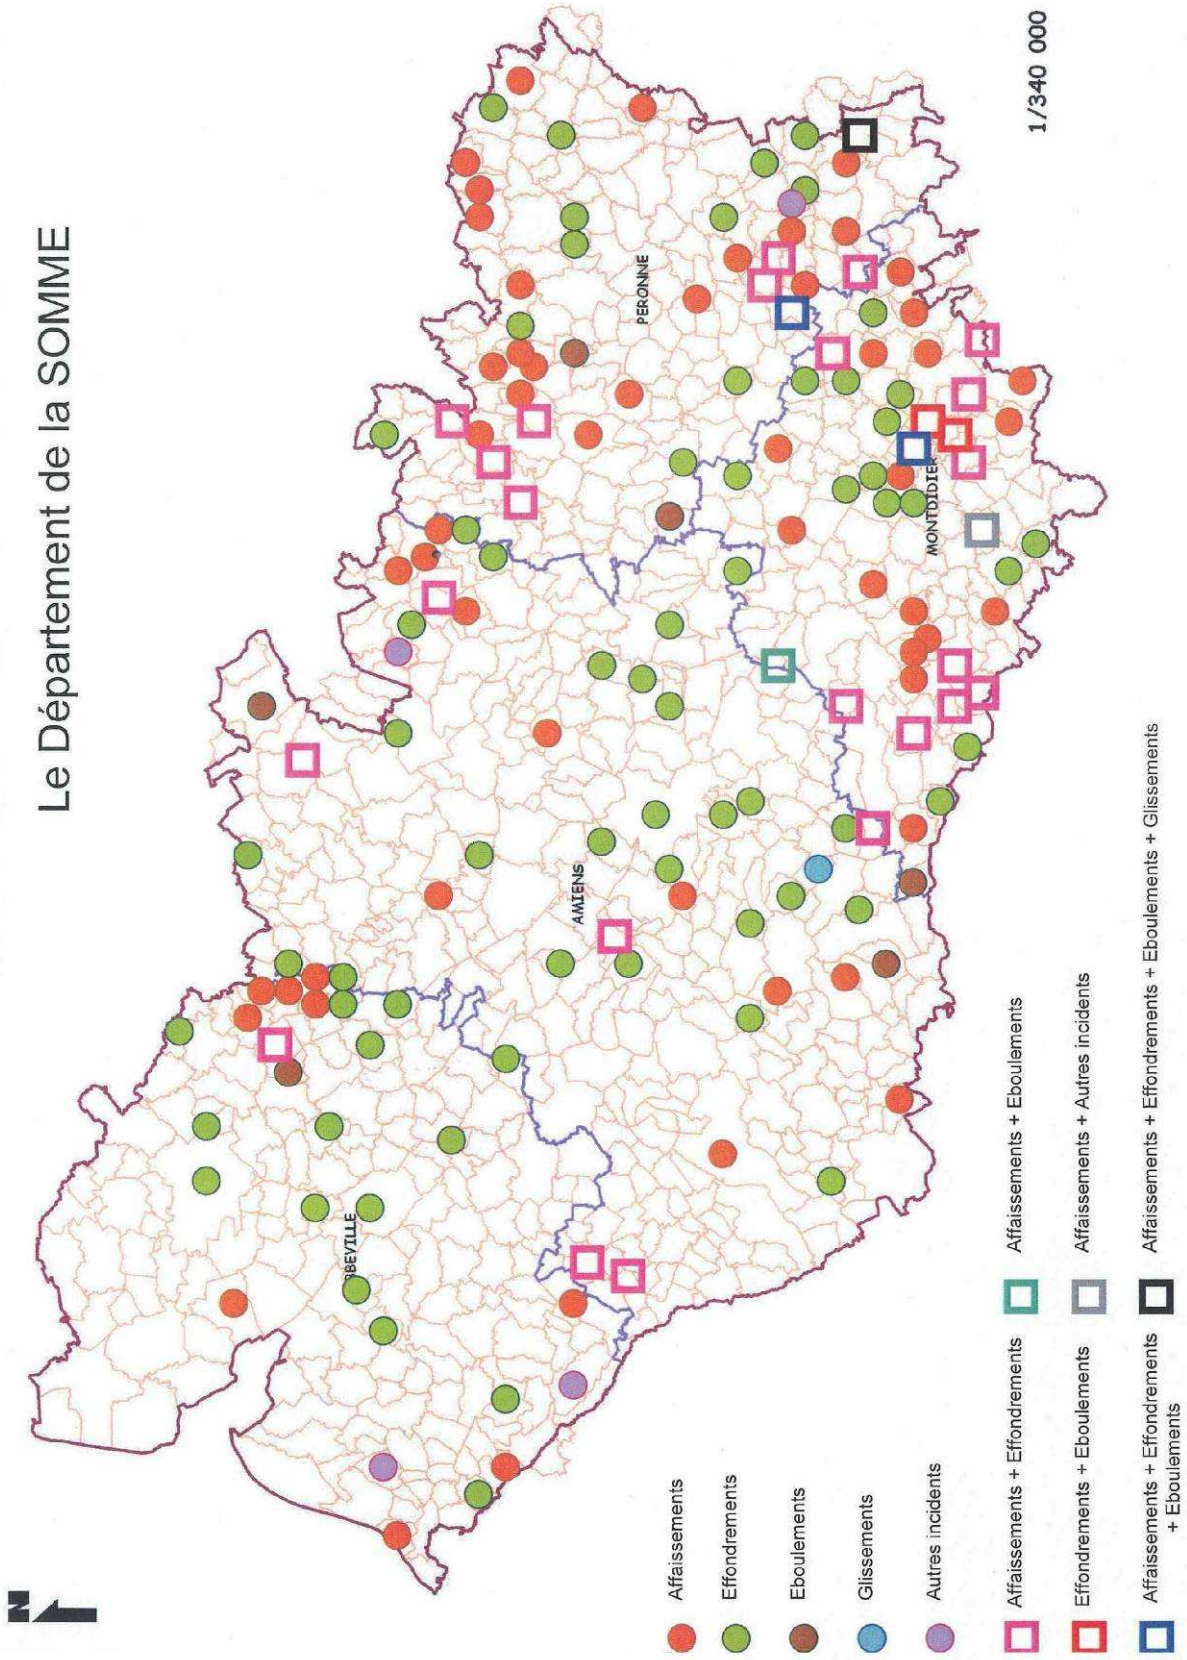 Le Département de la SOMME
N
PERONNE
AMIENS
BEVILLE
MONTDIDIER
1/340 000
Affaissements
Effondrements
Eboulements
Glissements
Autres incidents
Affaissements + Effondrements
Effondrements + Eboulements
Affaissements + Effondrements
+ Eboulements
Affaissements + Eboulements
Affaissements + Autres incidents
Affaissements + Effondrements + Eboulements + Glissements